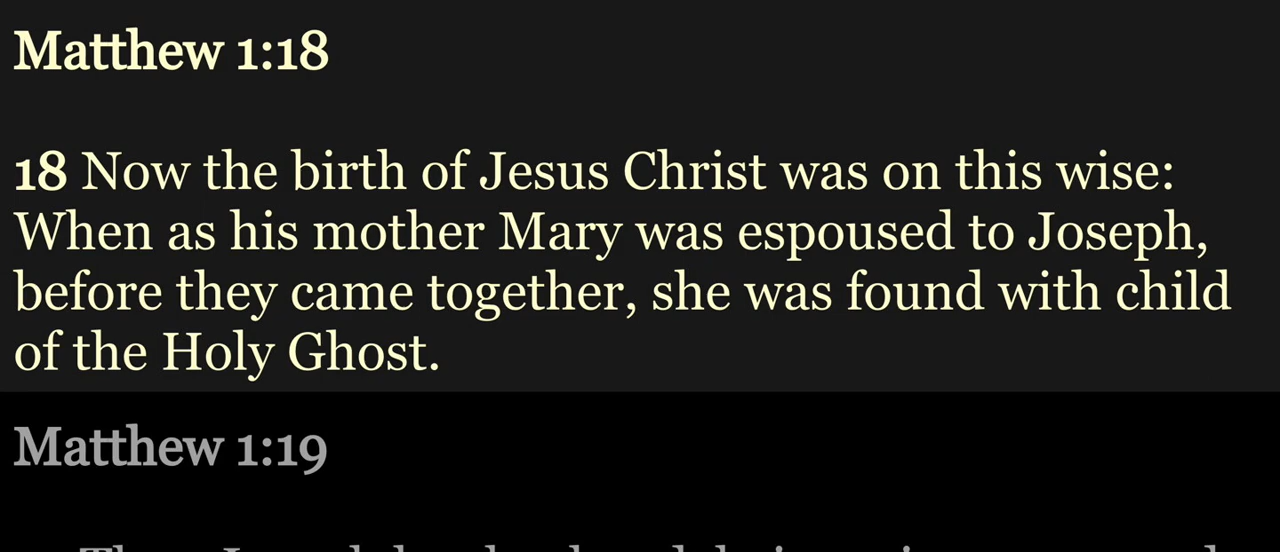 Matthew 1:18
18 Now the birth of Jesus Christ was on this wise:
When as his mother Mary was espoused to Joseph,
before they came together, she was found with child
of the Holy Ghost.
Matthew 1:19